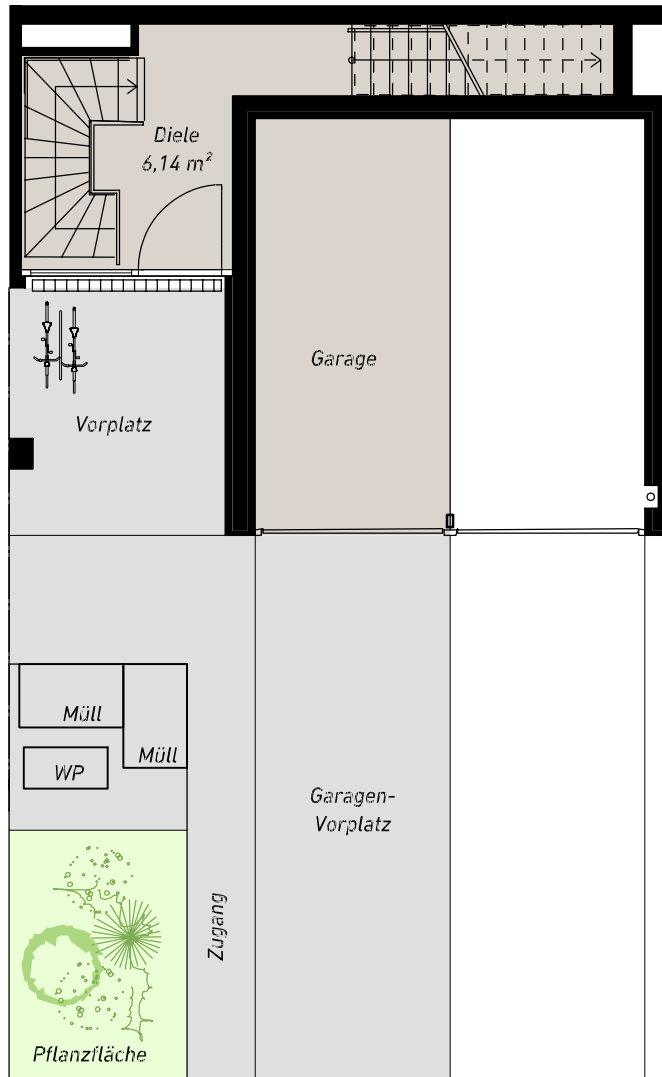 Diele
6,14 m²
Garage
Vorplatz
Müll
Müll
WP
Garagen-
Vorplatz
Zugang
Pflanzfläche